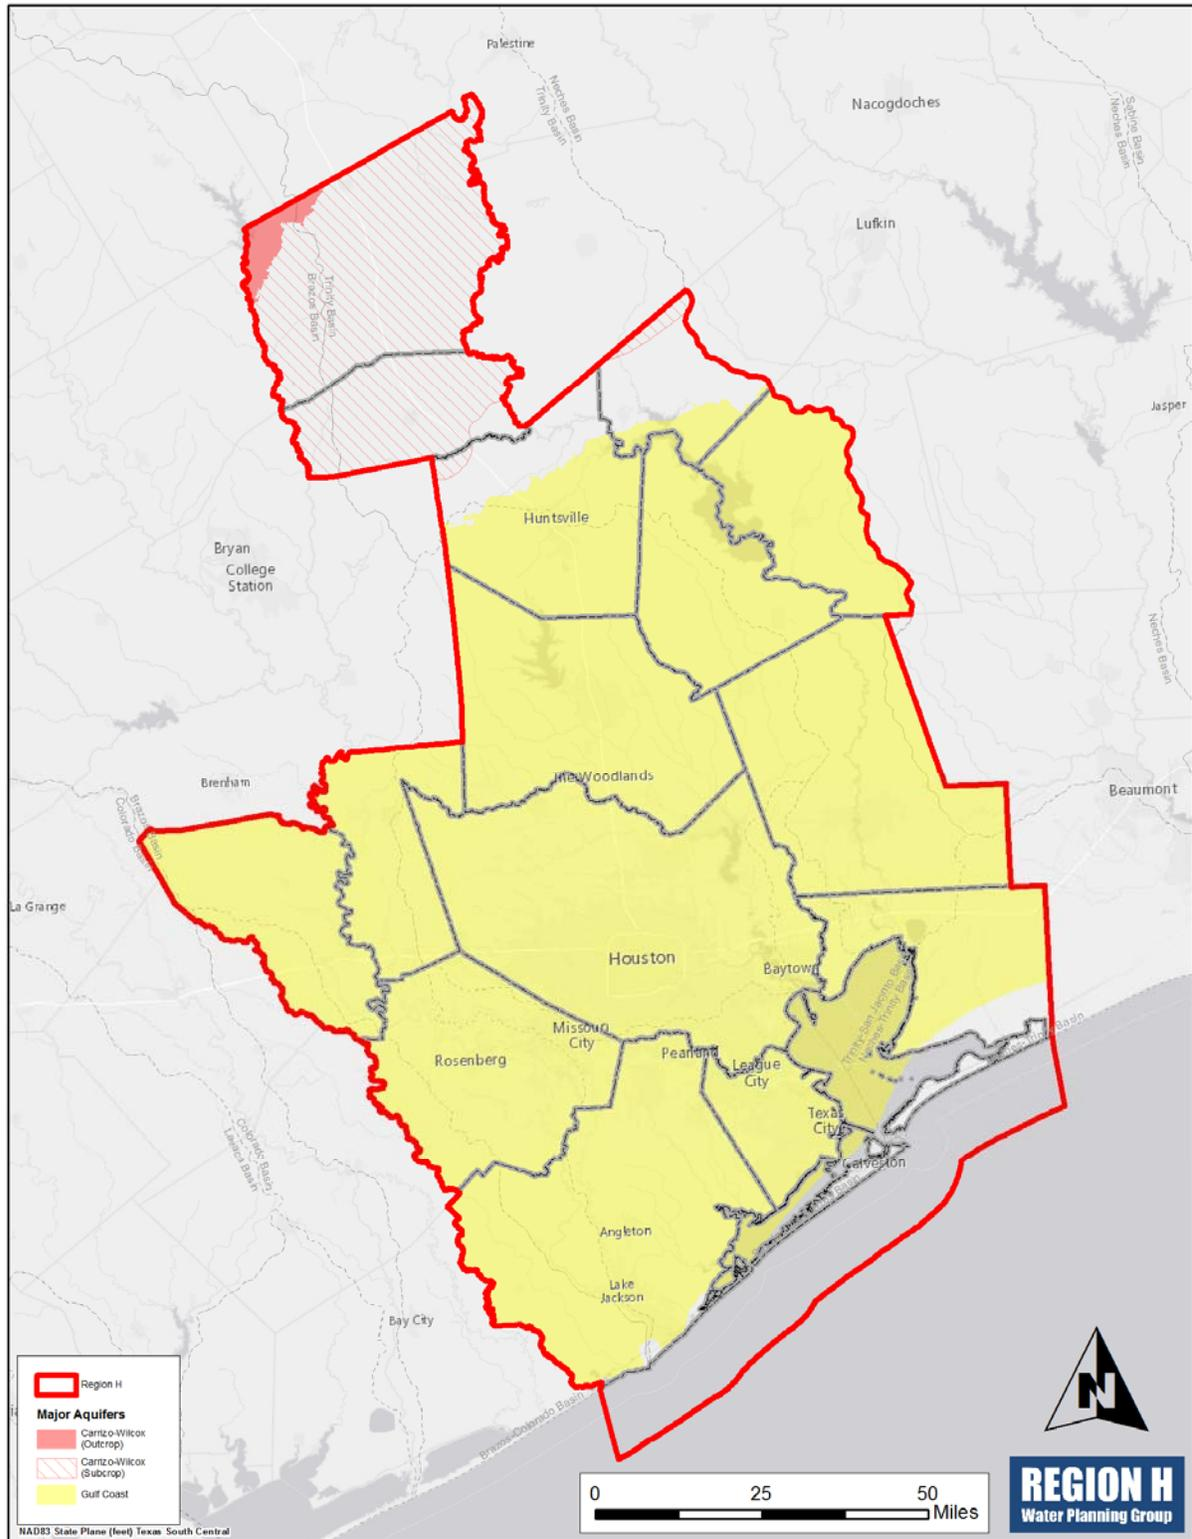 Palestine
Neches Basin
Trinity Basin
Nacogdoches
Sabine Basin
Neches Basin
Lufkin
Trinity Basin
Brazos Basin
Jasper
Huntsville
Bryan
College
Station
Neches Basin
The Woodlands
Brenham
Beaumont
Brazos Basin
Colorado Basin
La Grange
Houston
Baytown
Trinity-San Jacinto Basin
Neches-Trinity Basin
Missouri
City
Pearland
Rosenberg
League
City
Texas
City
Colorado Basin
Lavaca Basin
Galveston
Angleton
Lake
Jackson
Bay City
Brazos-Colorado Basin
Region H
Major Aquifers
Carrizo-Wilcox
(Outcrop)
Carrizo-Wilcox
(Subcrop)
Gulf Coast
NAD83 State Plane (feet) Texas South Central
0 25 50
Miles
N
REGION H
Water Planning Group